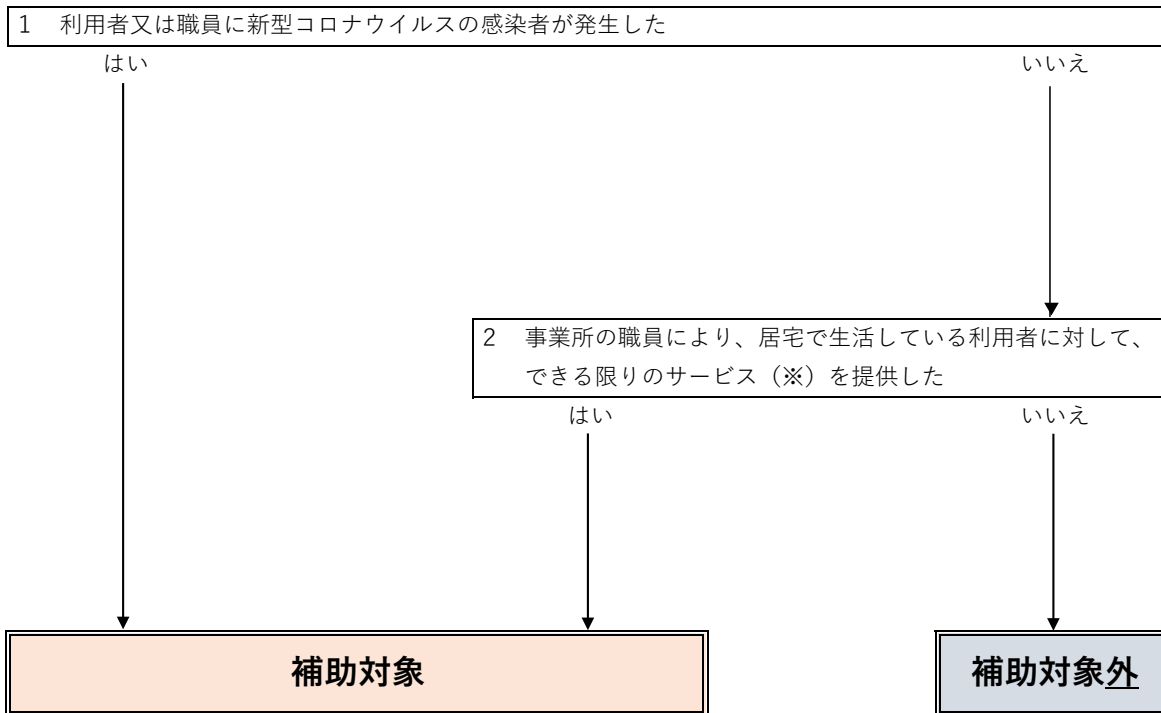 1　利用者又は職員に新型コロナウイルスの感染者が発生した
はい
いいえ
2　事業所の職員により、居宅で生活している利用者に対して、
できる限りのサービス（※）を提供した
はい
いいえ
補助対象
補助対象外